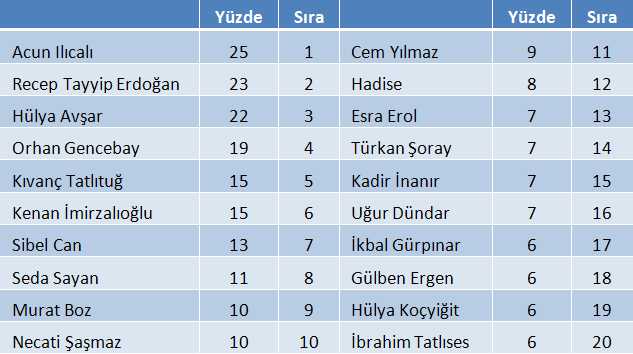 Yüzde Sıra Yüzde Sıra
Acun Ilıcalı 25 1 Cem Yılmaz 9 11
Recep Tayyip Erdoğan 23 2 Hadise 8 12
Hülya Avşar 22 3 Esra Erol 7 13
Orhan Gencebay 19 4 Türkan Şoray 7 14
Kıvanç Tatlıtuğ 15 5 Kadir İnanır 7 15
Kenan İmirzalıoğlu 15 6 Uğur Dündar 7 16
Sibel Can 13 7 İkbal Gürpınar 6 17
Seda Sayan 11 8 Gülben Ergen 6 18
Murat Boz 10 9 Hülya Koçyiğit 6 19
Necati Şaşmaz 10 10 İbrahim Tatlıses 6 20